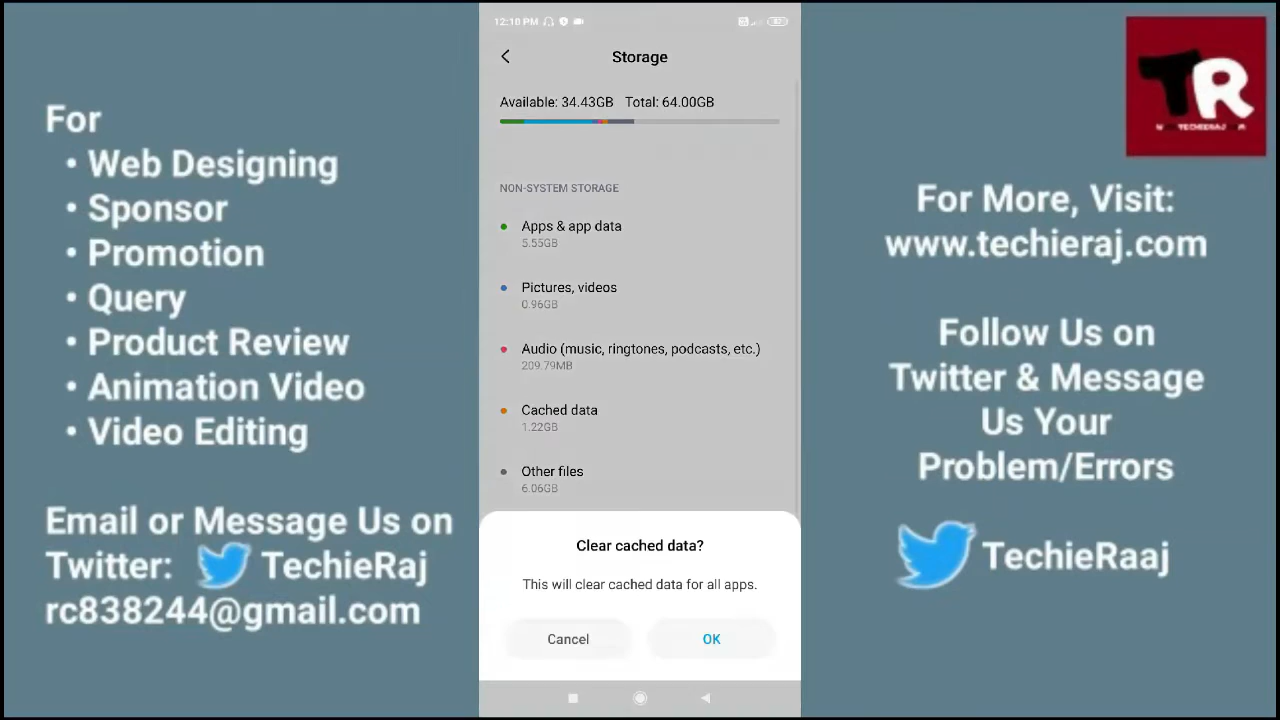 For
• Web Designing
• Sponsor
• Promotion
• Query
• Product Review
• Animation Video
• Video Editing
Email or Message Us on
Twitter: TechieRaj
rc838244@gmail.com
12:10 PM
92
Storage
Available: 34.43GB Total: 64.00GB
NON-SYSTEM STORAGE
Apps & app data
5.55GB
Pictures, videos
0.96GB
Audio (music, ringtones, podcasts, etc.)
209.79MB
Cached data
1.22GB
Other files
6.06GB
Clear cached data?
This will clear cached data for all apps.
Cancel
OK
TR
For More, Visit:
www.techieraj.com
Follow Us on
Twitter & Message
Us Your
Problem/Errors
TechieRaaj